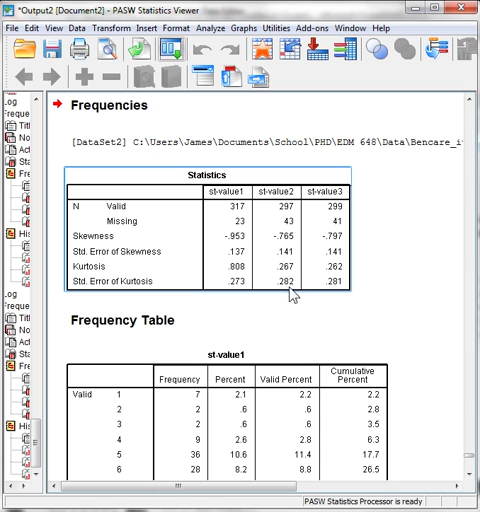 *Output2 [Document2] - PASW Statistics Viewer
File Edit View Data Transform Insert Format Analyze Graphs Utilities Add-ons Window Help
Log
Frequencies
[DataSet2] C:\Users\James\Documents\School\PHD\EDM 648\Data\Bencare_i
Statistics
st-value1 st-value2 st-value3
N Valid 317 297 299
Missing 23 43 41
Skewness -.953 -.765 -.797
Std. Error of Skewness .137 .141 .141
Kurtosis .808 .267 .262
Std. Error of Kurtosis .273 .282 .281
Frequency Table
st-value1
Frequency Percent Valid Percent Cumulative Percent
Valid 1 7 2.1 2.2 2.2
2 2 .6 .6 2.8
3 2 .6 .6 3.5
4 9 2.6 2.8 6.3
5 36 10.6 11.4 17.7
6 28 8.2 8.8 26.5
PASW Statistics Processor is ready